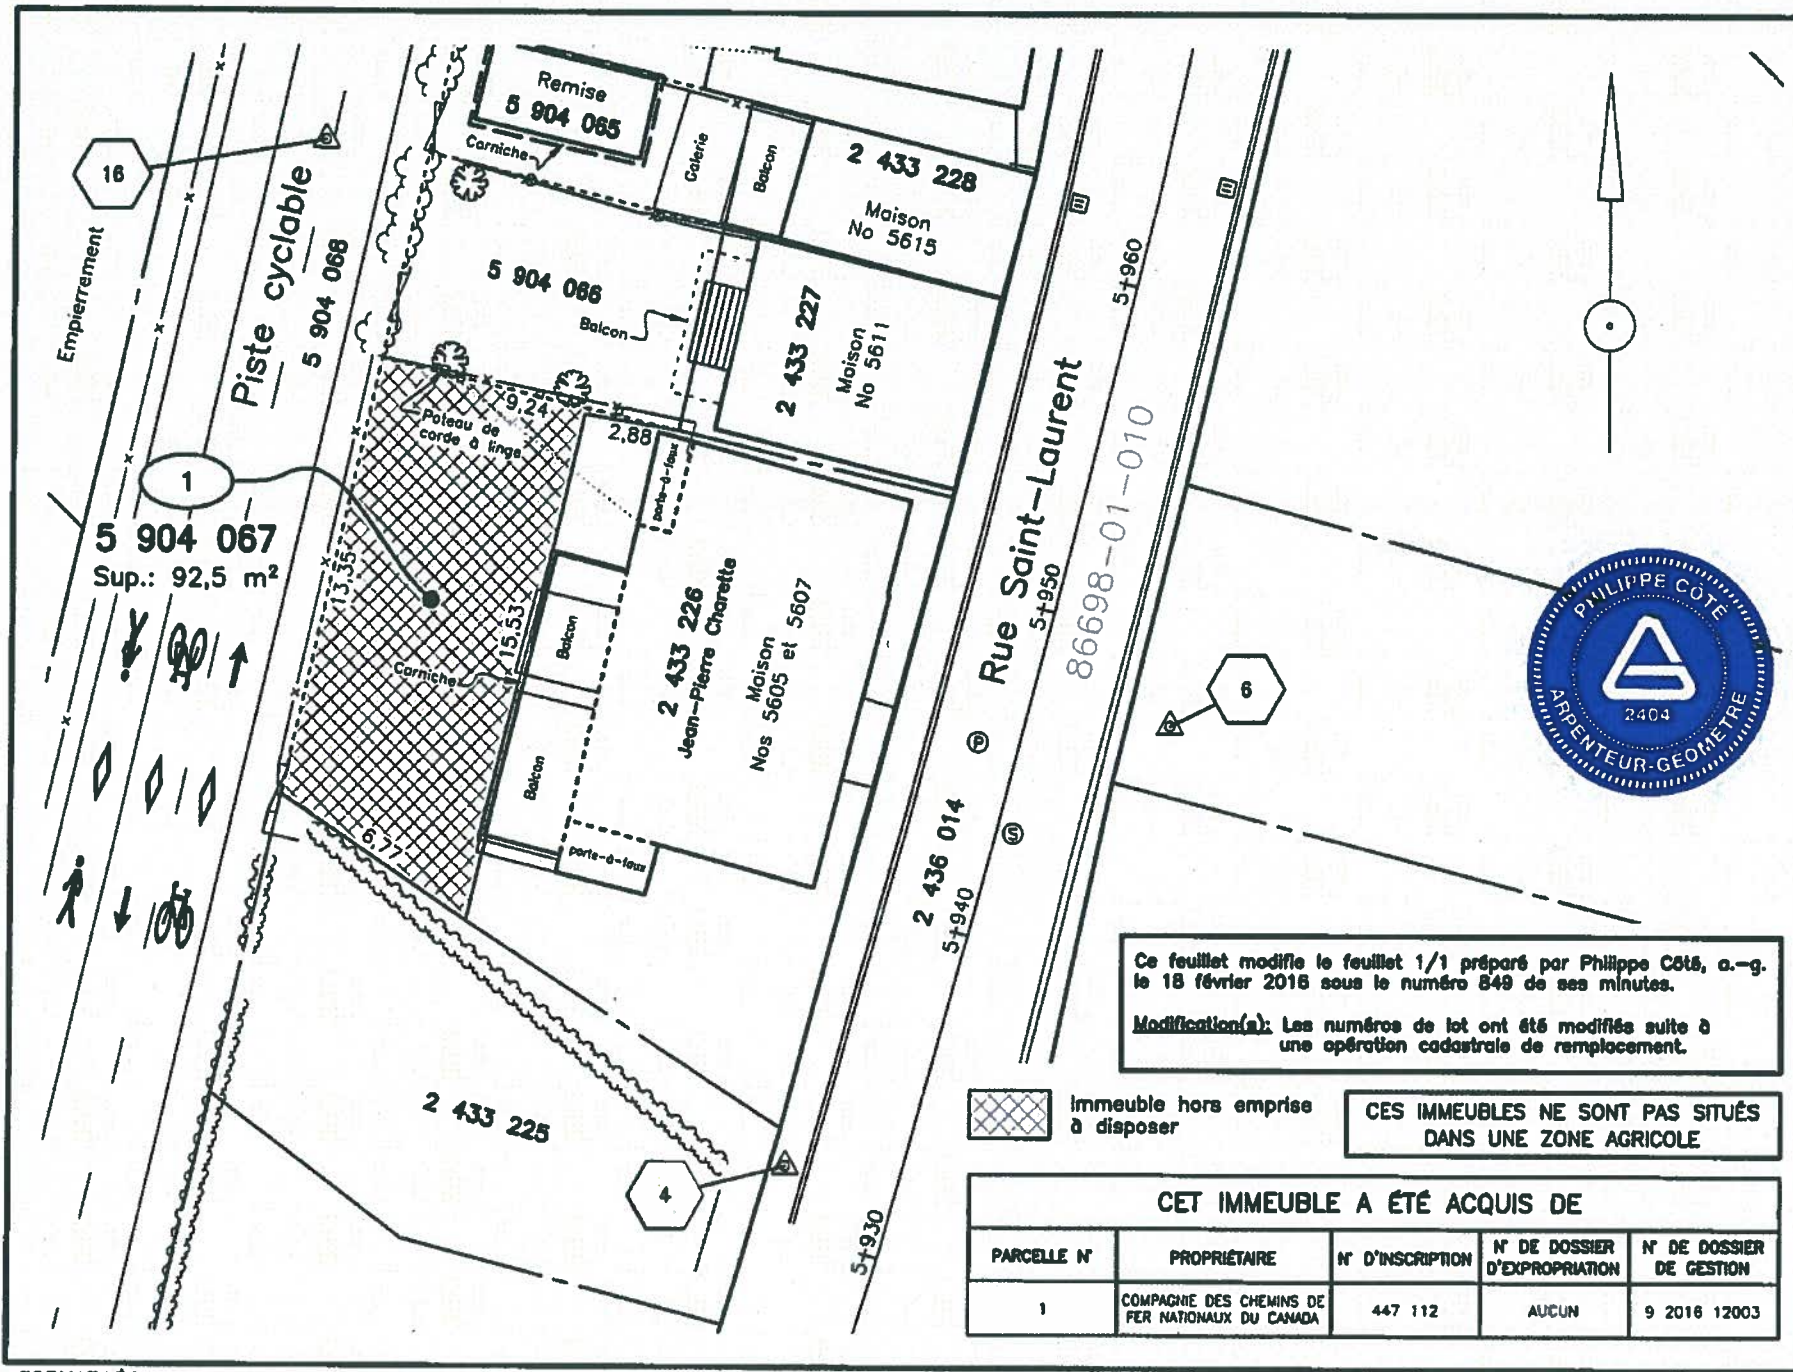 Remise
5 904 065
Corniche
Galerie
Balcon
2 433 228
Maison
No 5615
16
Empierrement
Piste cyclable
5 904 068
5 904 066
Balcon
2 433 227
Maison
No 5611
5+960
Rue Saint-Laurent
86698-01-010
5+950
9,24
2,88
Poteau de
corde à linge
porte-à-faux
1
5 904 067
Sup.: 92,5 m²
13,35
15,53
Corniche
Balcon
Balcon
2 433 226
Jean-Pierre Charette
Maison
Nos 5605 et 5607
porte-à-faux
6,77
6
P
S
2 436 014
5+940
PHILIPPE CÔTÉ
2404
ARPENTEUR-GÉOMÈTRE
2 433 225
4
5+930
Ce feuillet modifie le feuillet 1/1 préparé par Philippe Côté, a.-g.
le 18 février 2016 sous le numéro 849 de ses minutes.
Modification(s): Les numéros de lot ont été modifiés suite à
une opération cadastrale de remplacement.
Immeuble hors emprise
à disposer
CES IMMEUBLES NE SONT PAS SITUÉS
DANS UNE ZONE AGRICOLE
CET IMMEUBLE A ÉTÉ ACQUIS DE
PARCELLE N° PROPRIÉTAIRE N° D'INSCRIPTION N° DE DOSSIER D'EXPROPRIATION N° DE DOSSIER DE GESTION
1 COMPAGNIE DES CHEMINS DE FER NATIONAUX DU CANADA 447 112 AUCUN 9 2016 12003